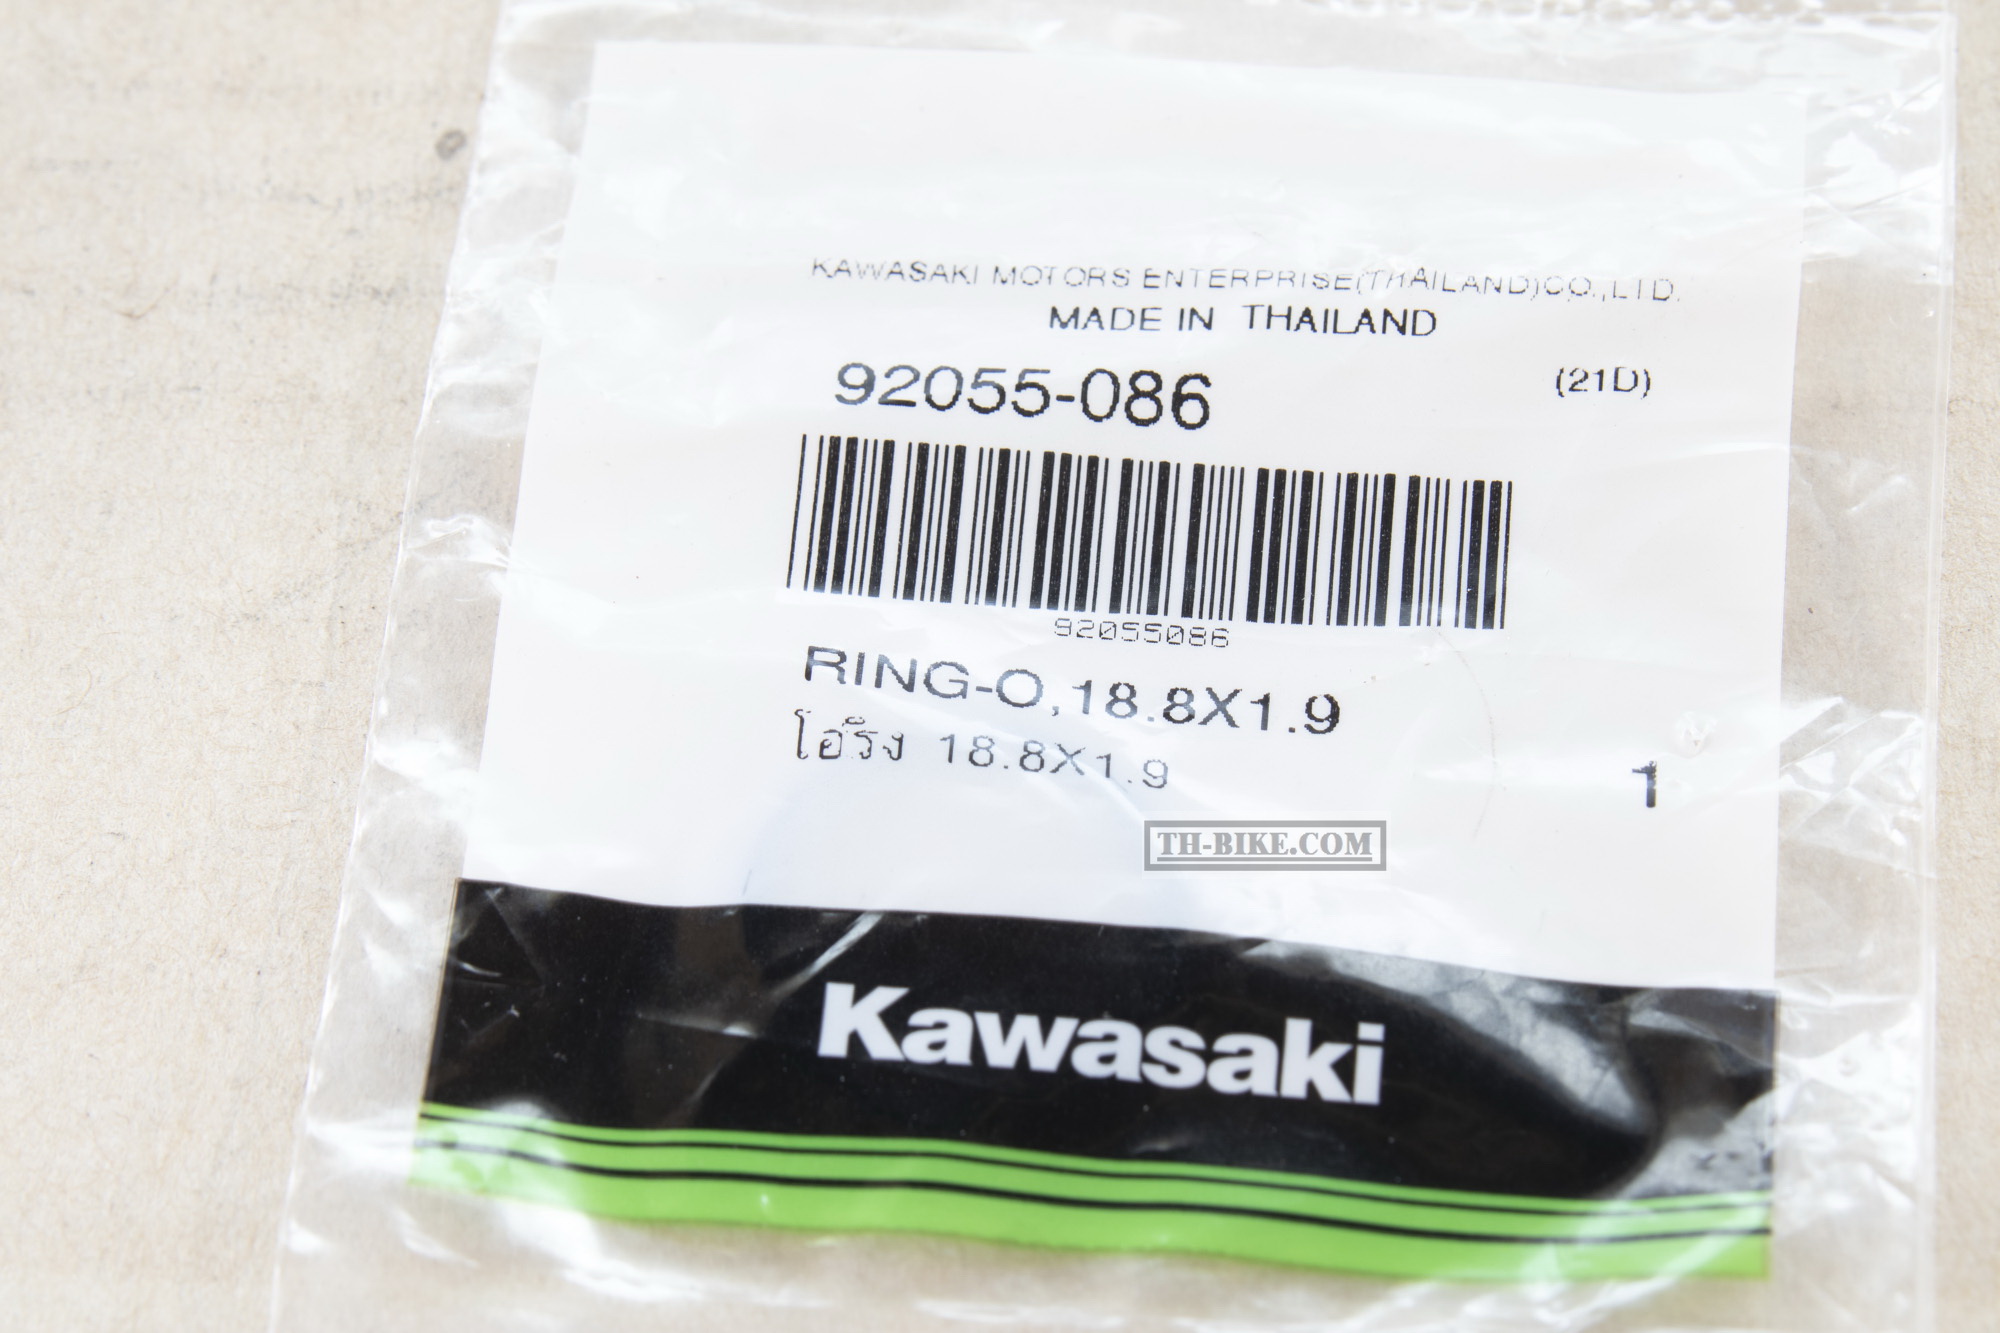 KAWASAKI MOTORS ENTERPRISE(THAILAND)CO.,LTD.
MADE IN THAILAND
92055-086 (21D)
92055086
RING-O,18.8X1.9
โอริง 18.8X1.9
1
TH-BIKE.COM
Kawasaki